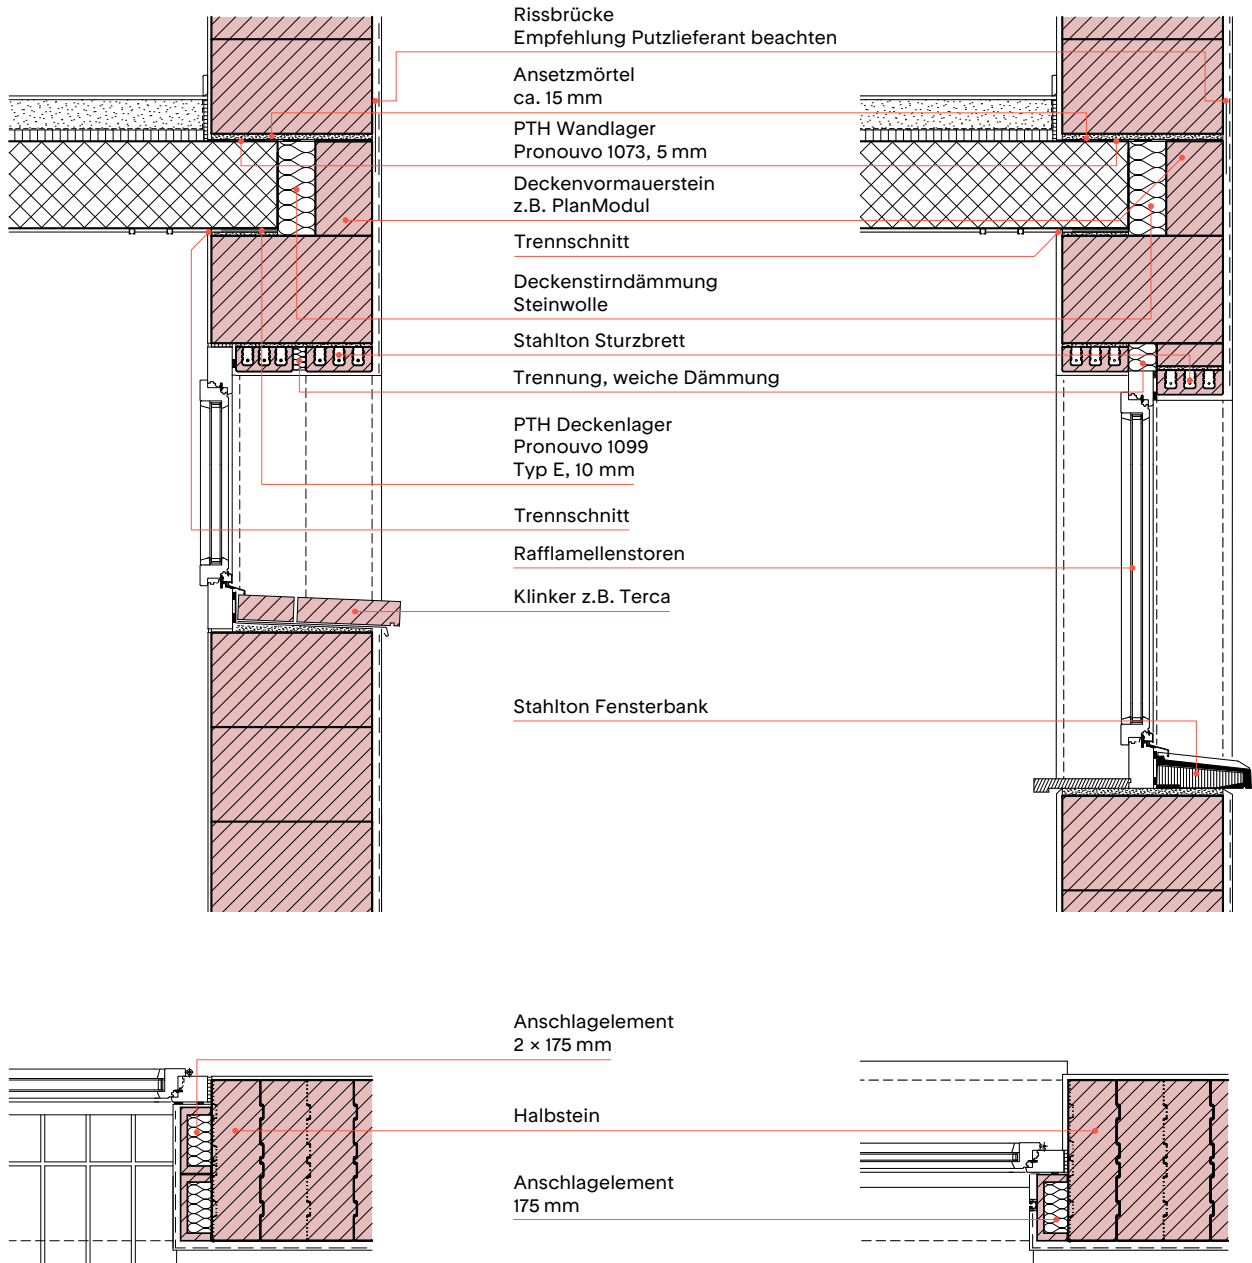 Rissbrücke
Empfehlung Putzlieferant beachten
Ansetzmörtel
ca. 15 mm
PTH Wandlager
Pronouvo 1073, 5 mm
Deckenvormauerstein
z.B. PlanModul
Trennschnitt
Deckenstirndämmung
Steinwolle
Stahlton Sturzbrett
Trennung, weiche Dämmung
PTH Deckenlager
Pronouvo 1099
Typ E, 10 mm
Trennschnitt
Rafflamellenstoren
Klinker z.B. Terca
Stahlton Fensterbank
Anschlagelement
2 × 175 mm
Halbstein
Anschlagelement
175 mm